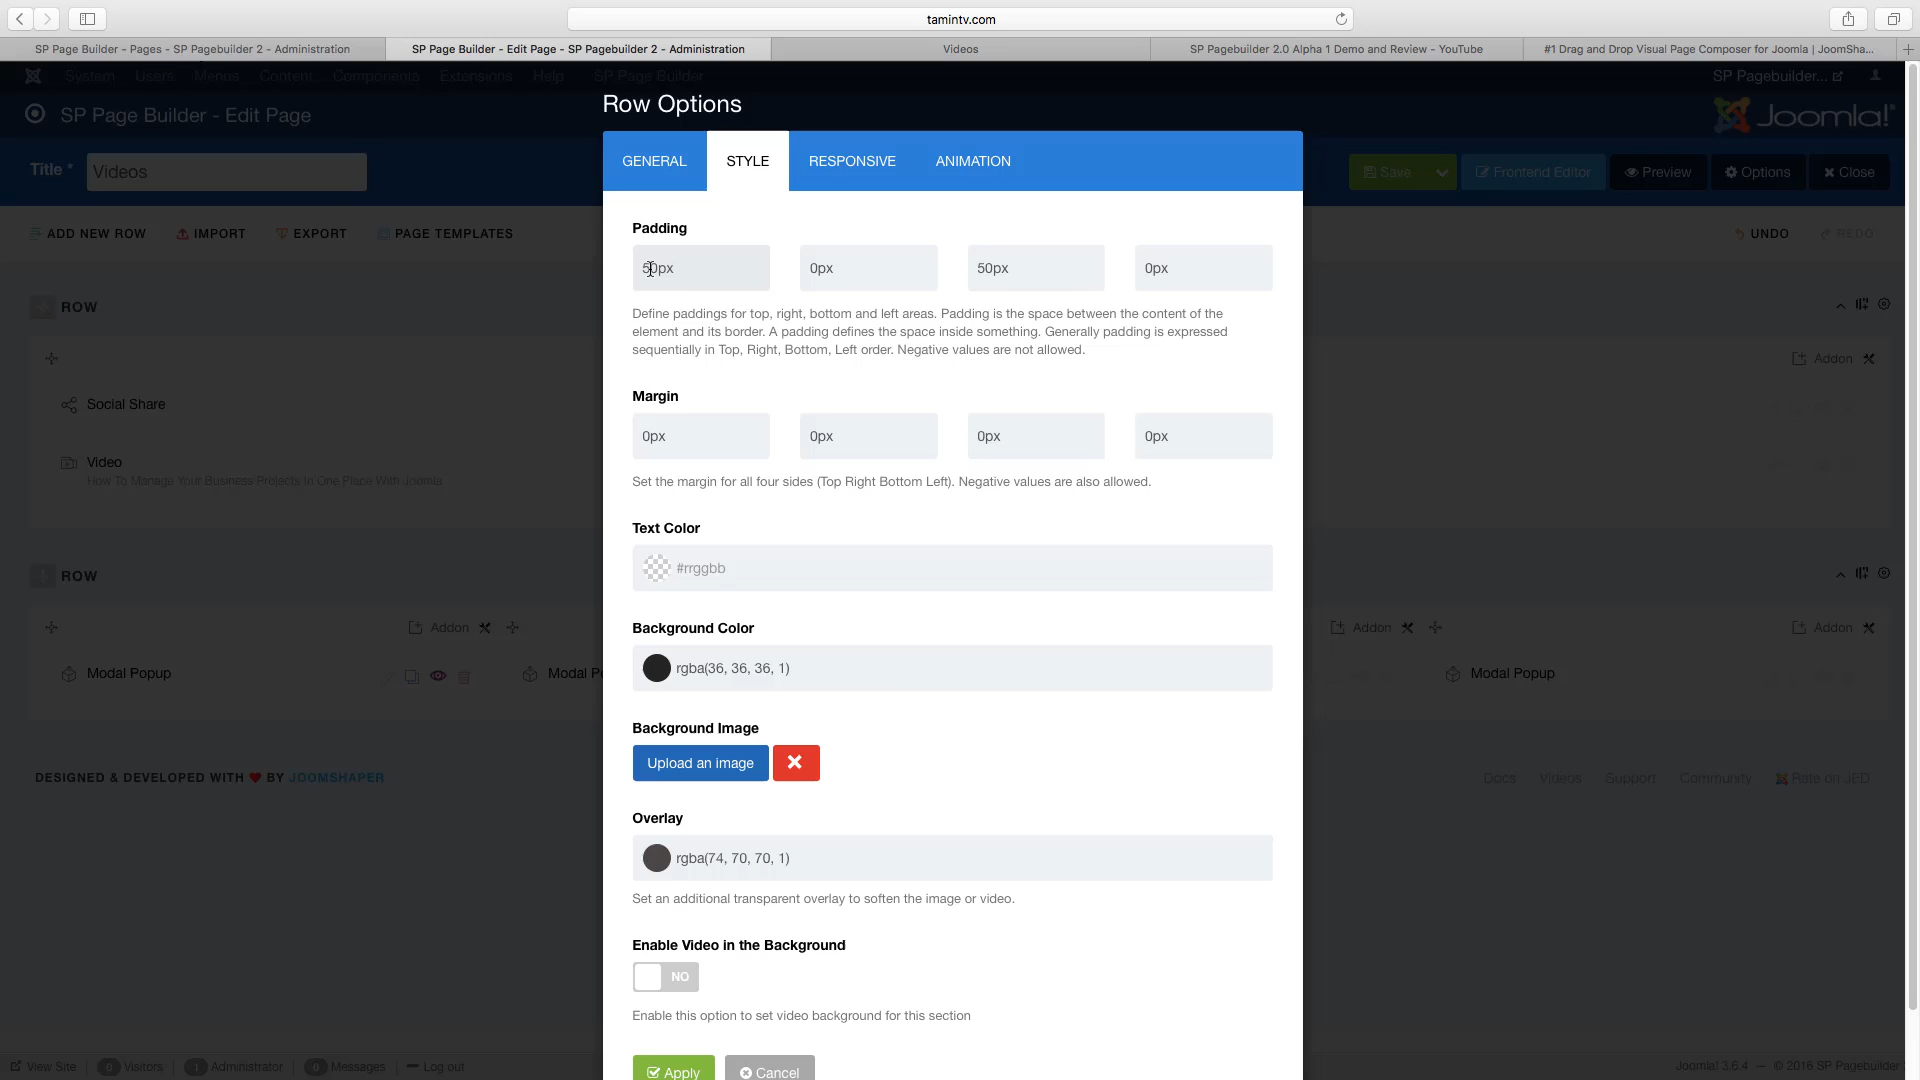 tamintv.com
SP Page Builder - Pages - SP Pagebuilder 2 - Administration
SP Page Builder - Edit Page - SP Pagebuilder 2 - Administration
Videos
SP Pagebuilder 2.0 Alpha 1 Demo and Review - YouTube
#1 Drag and Drop Visual Page Composer for Joomla | JoomSha...
System Users Menus Content Components Extensions Help SP Page Builder
SP Pagebuilder...
SP Page Builder - Edit Page
Joomla!
Row Options
Title * Videos
GENERAL STYLE RESPONSIVE ANIMATION
Save Frontend Editor Preview Options Close
ADD NEW ROW IMPORT EXPORT PAGE TEMPLATES
UNDO REDO
Padding
50px 0px 50px 0px
Define paddings for top, right, bottom and left areas. Padding is the space between the content of the
element and its border. A padding defines the space inside something. Generally padding is expressed
sequentially in Top, Right, Bottom, Left order. Negative values are not allowed.
ROW
Addon
Social Share
Video
How To Manage Your Business Projects In One Place With Joomla
Margin
0px 0px 0px 0px
Set the margin for all four sides (Top Right Bottom Left). Negative values are also allowed.
Text Color
#rrggbb
ROW
Addon
Addon
Addon
Modal Popup
Modal P
Modal Popup
Background Color
rgba(36, 36, 36, 1)
Background Image
Upload an image
DESIGNED & DEVELOPED WITH ❤ BY JOOMSHAPER
Docs Videos Support Community Rate on JED
Overlay
rgba(74, 70, 70, 1)
Set an additional transparent overlay to soften the image or video.
Enable Video in the Background
NO
Enable this option to set video background for this section
Apply Cancel
View Site 0 Visitors 1 Administrator 0 Messages Log out
Joomla! 3.6.4 — © 2016 SP Pagebuilder